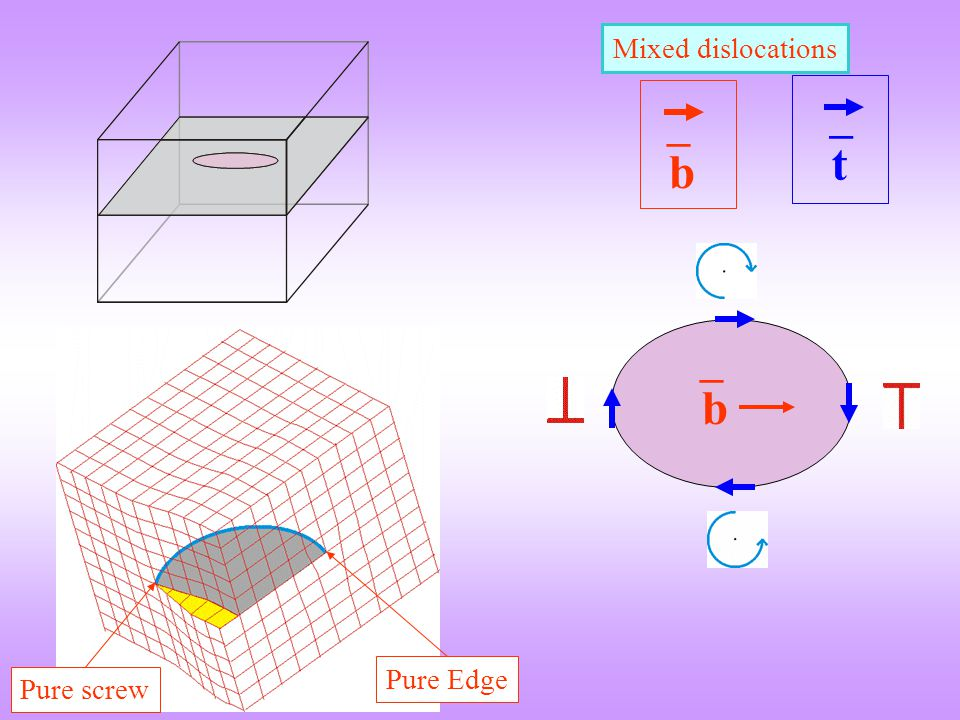 Mixed dislocations
b
t
b
Pure Edge
Pure screw